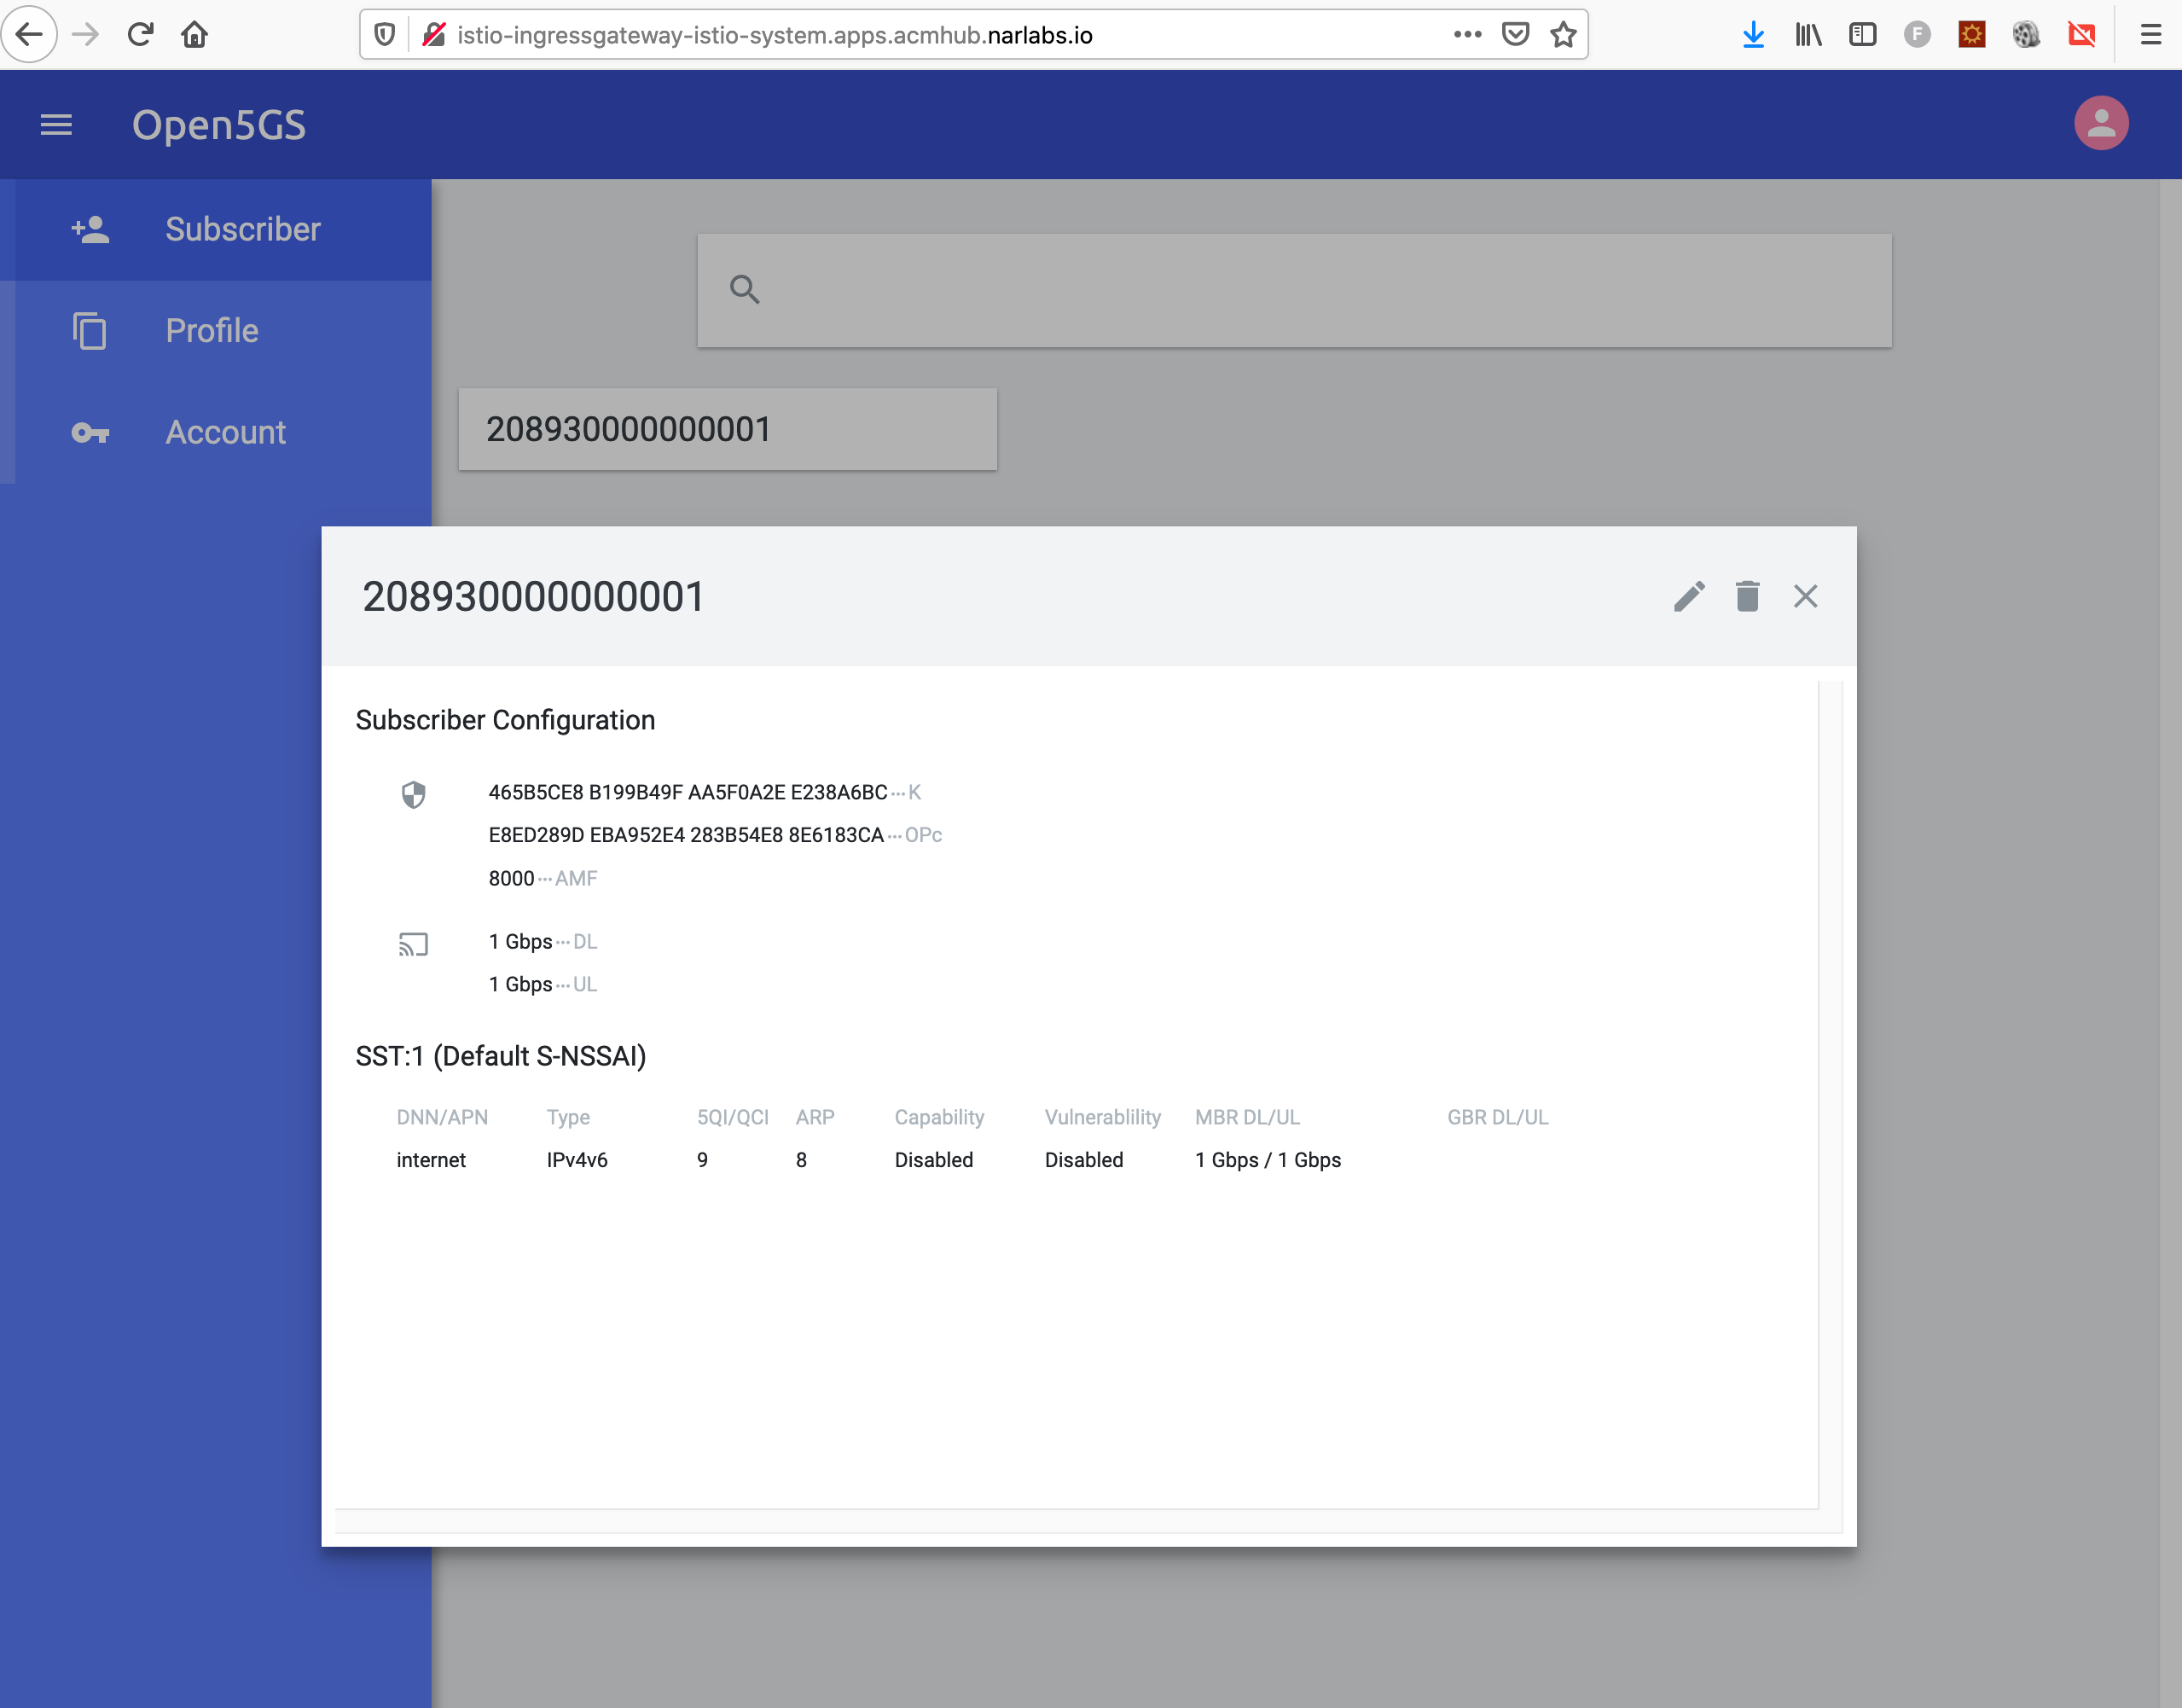 istio-ingressgateway-istio-system.apps.acmhub.narlabs.io
F
Open5GS
Subscriber
Profile
Account
208930000000001
208930000000001
Subscriber Configuration
465B5CE8 B199B49F AA5F0A2E E238A6BC···K
E8ED289D EBA952E4 283B54E8 8E6183CA···OPc
8000···AMF
1 Gbps···DL
1 Gbps···UL
SST:1 (Default S-NSSAI)
DNN/APN Type 5QI/QCI ARP Capability Vulnerablility MBR DL/UL GBR DL/UL
internet IPv4v6 9 8 Disabled Disabled 1 Gbps / 1 Gbps